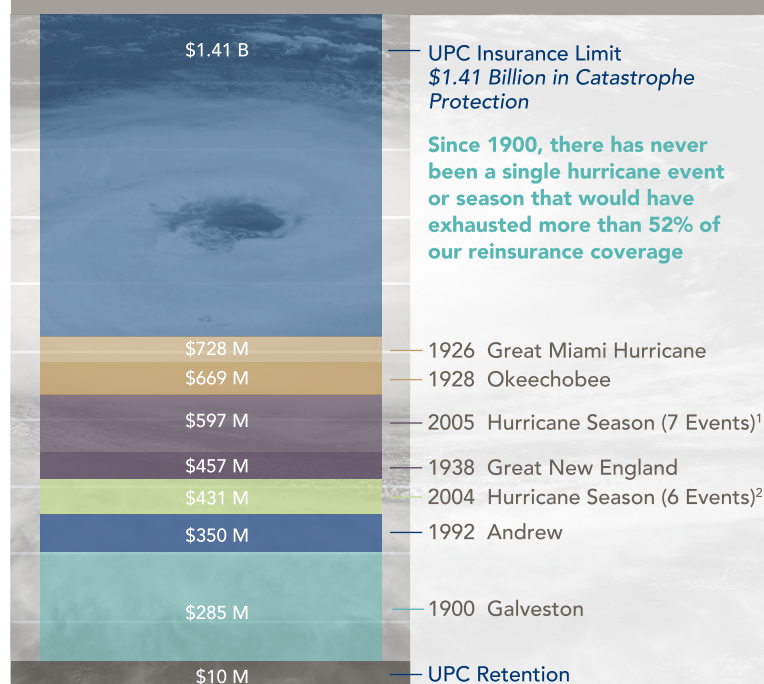 $1.41 B
UPC Insurance Limit
$1.41 Billion in Catastrophe
Protection
Since 1900, there has never
been a single hurricane event
or season that would have
exhausted more than 52% of
our reinsurance coverage
$728 M 1926 Great Miami Hurricane
$669 M 1928 Okeechobee
$597 M 2005 Hurricane Season (7 Events)¹
$457 M 1938 Great New England
$431 M 2004 Hurricane Season (6 Events)²
$350 M 1992 Andrew
$285 M 1900 Galveston
$10 M UPC Retention